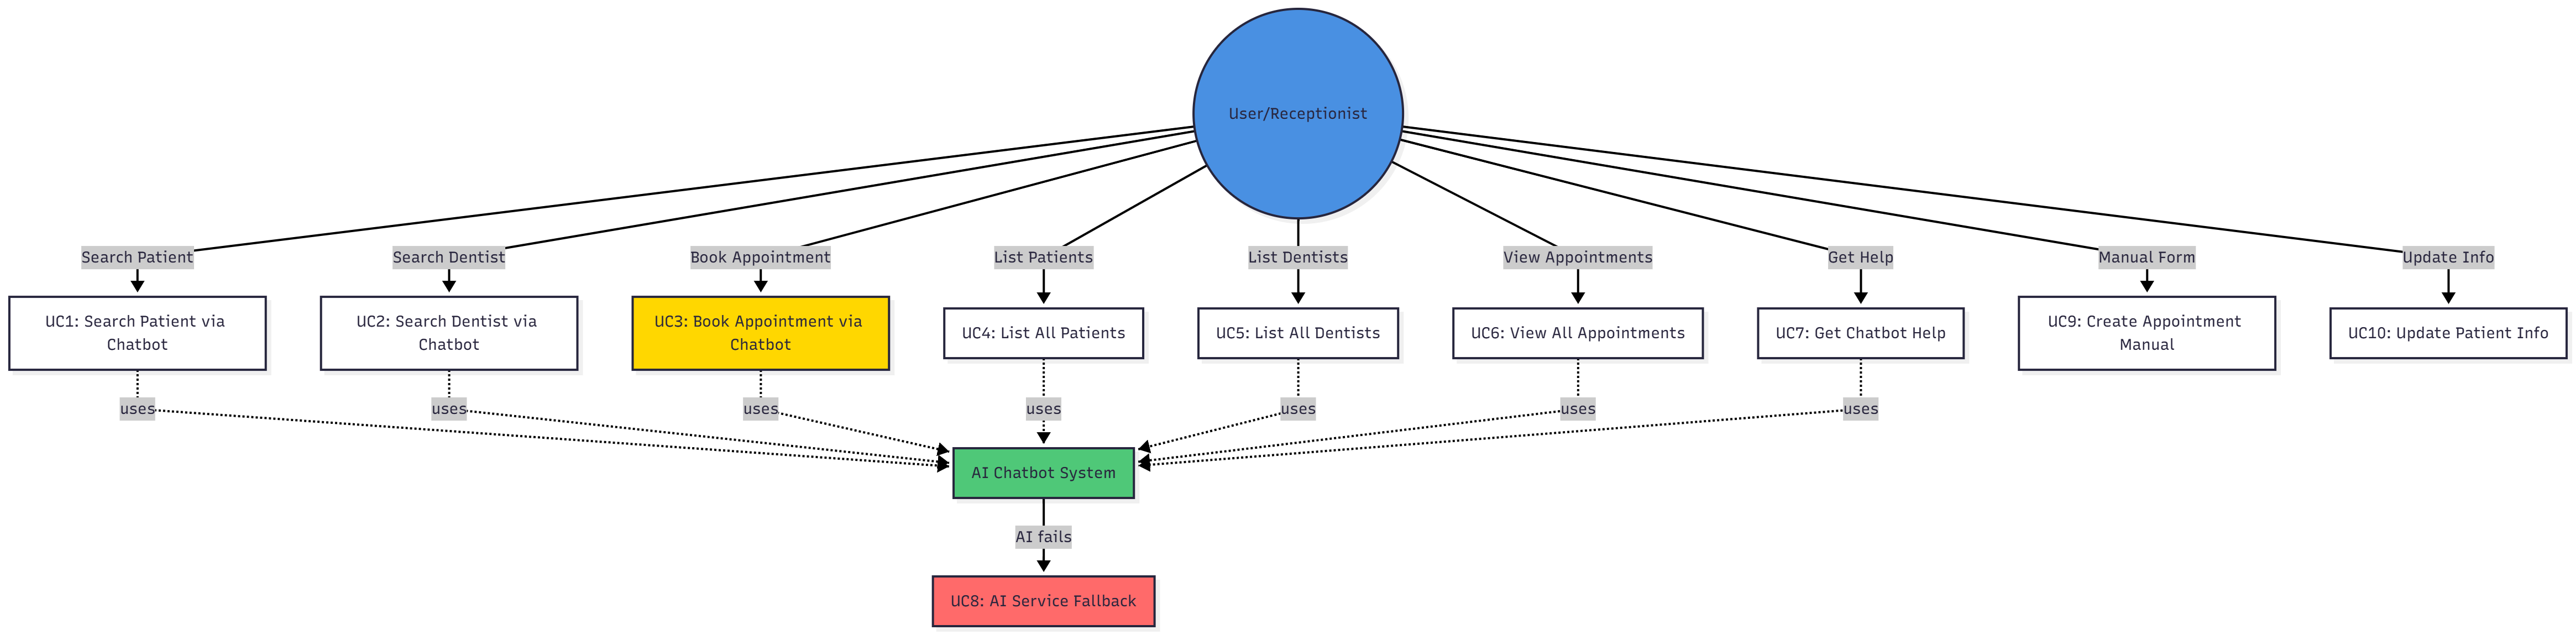 User/Receptionist
Search Patient
Search Dentist
Book Appointment
List Patients
List Dentists
View Appointments
Get Help
Manual Form
Update Info
UC1: Search Patient via
Chatbot
UC2: Search Dentist via
Chatbot
UC3: Book Appointment via
Chatbot
UC4: List All Patients
UC5: List All Dentists
UC6: View All Appointments
UC7: Get Chatbot Help
UC9: Create Appointment
Manual
UC10: Update Patient Info
uses
uses
uses
uses
uses
uses
uses
AI Chatbot System
AI fails
UC8: AI Service Fallback